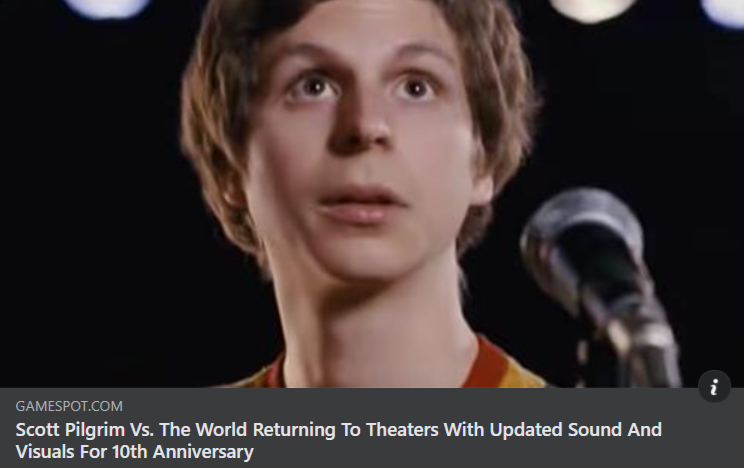 GAMESPOT.COM
Scott Pilgrim Vs. The World Returning To Theaters With Updated Sound And
Visuals For 10th Anniversary